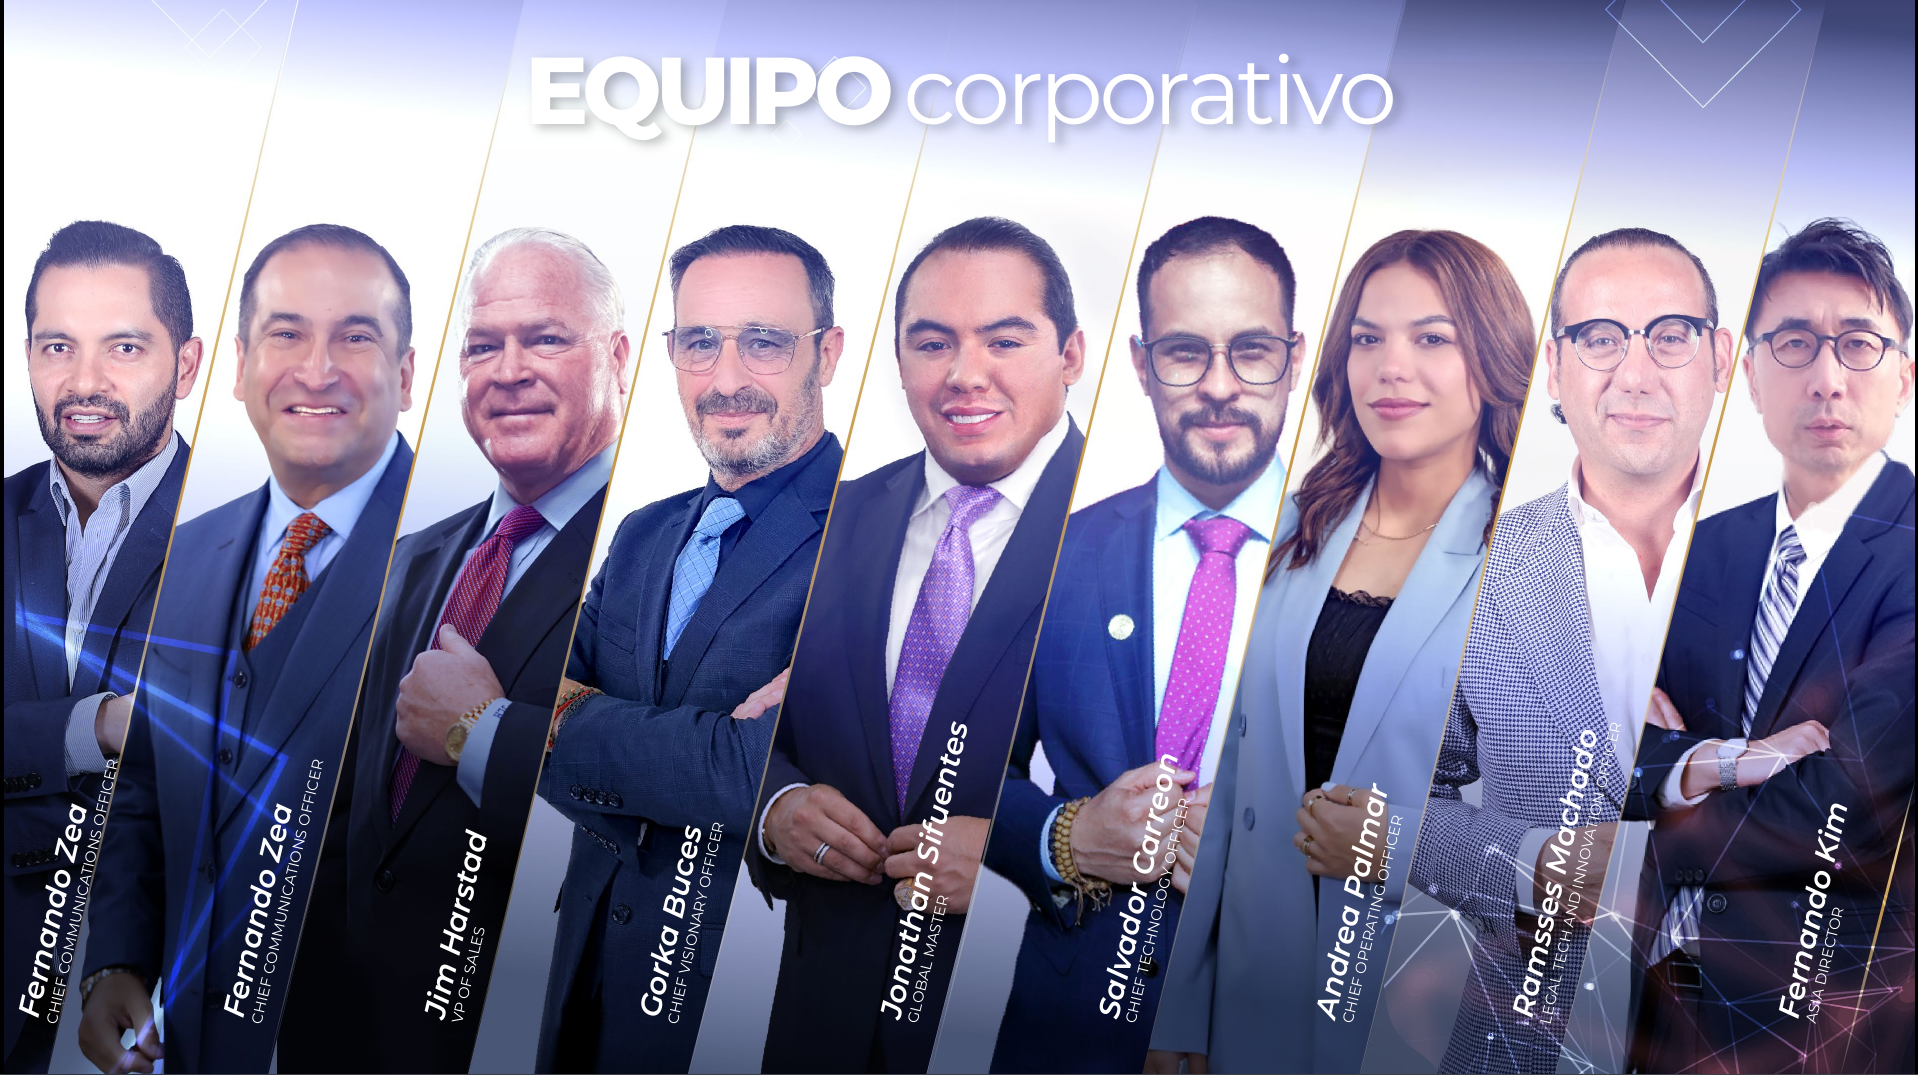 EQUIPO corporativo
Fernando Zea
CHIEF COMMUNICATIONS OFFICER
Fernando Zea
CHIEF COMMUNICATIONS OFFICER
Jim Harstad
VP OF SALES
Gorka Buces
CHIEF VISIONARY OFFICER
Jonathan Sifuentes
GLOBAL MASTER
Salvador Carreon
CHIEF TECHNOLOGY OFFICER
Andrea Palmar
CHIEF OPERATING OFFICER
Ramsses Machado
LEGAL TECH AND INNOVATION OFFICER
Fernando Kim
ASIA DIRECTOR